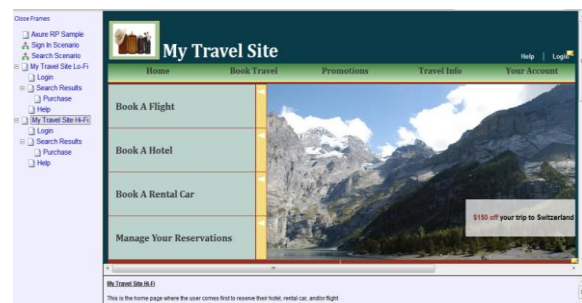 Close Frames
Axure RP Sample
Sign In Scenario
Search Scenario
My Travel Site Lo-Fi
Login
Search Results
Purchase
Help
My Travel Site Hi-Fi
Login
Search Results
Purchase
Help
My Travel Site
Help | Login
Home Book Travel Promotions Travel Info Your Account
Book A Flight
Book A Hotel
Book A Rental Car
Manage Your Reservations
$150 off your trip to Switzerland
My Travel Site Hi-Fi
This is the home page where the user comes first to reserve their hotel, rental car, and/or flight